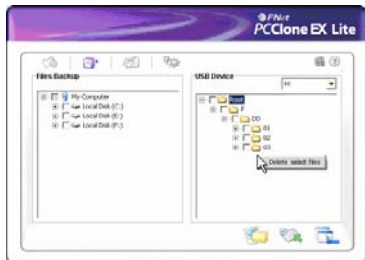 FNet
PCClone EX Lite
Files Backup
USB Device
My Computer
Local Disk (C:)
Local Disk (E:)
Local Disk (F:)
Root
F
DD
01
02
03
Delete select files